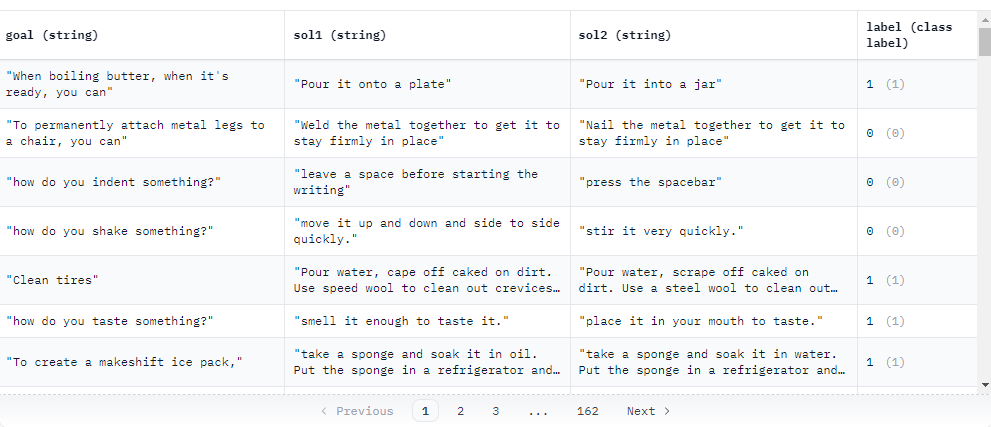 goal (string) sol1 (string) sol2 (string) label (class
label)
"When boiling butter, when it's
ready, you can" "Pour it onto a plate" "Pour it into a jar" 1 (1)
"To permanently attach metal legs to
a chair, you can" "Weld the metal together to get it to
stay firmly in place" "Nail the metal together to get it to
stay firmly in place" 0 (0)
"how do you indent something?" "leave a space before starting the
writing" "press the spacebar" 0 (0)
"how do you shake something?" "move it up and down and side to side
quickly." "stir it very quickly." 0 (0)
"Clean tires" "Pour water, cape off caked on dirt.
Use speed wool to clean out crevices… "Pour water, scrape off caked on
dirt. Use a steel wool to clean out… 1 (1)
"how do you taste something?" "smell it enough to taste it." "place it in your mouth to taste." 1 (1)
"To create a makeshift ice pack," "take a sponge and soak it in oil.
Put the sponge in a refrigerator and… "take a sponge and soak it in water.
Put the sponge in a refrigerator and… 1 (1)
< Previous 1 2 3 ... 162 Next >